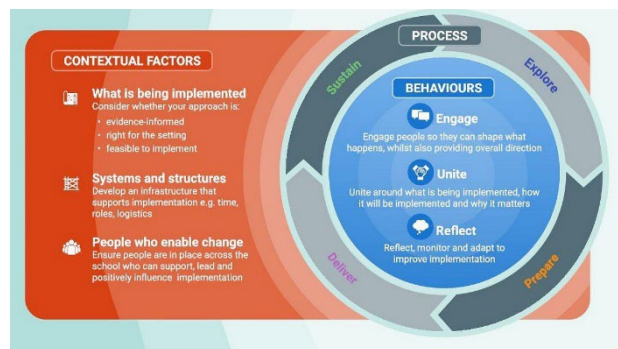 CONTEXTUAL FACTORS
What is being implemented
Consider whether your approach is:
• evidence-informed
• right for the setting
• feasible to implement
Systems and structures
Develop an infrastructure that
supports implementation e.g. time,
roles, logistics
People who enable change
Ensure people are in place across the
school who can support, lead and
positively influence implementation
PROCESS
Sustain
Explore
Prepare
Deliver
BEHAVIOURS
Engage
Engage people so they can shape what
happens, whilst also providing overall direction
Unite
Unite around what is being implemented, how
it will be implemented and why it matters
Reflect
Reflect, monitor and adapt to
improve implementation